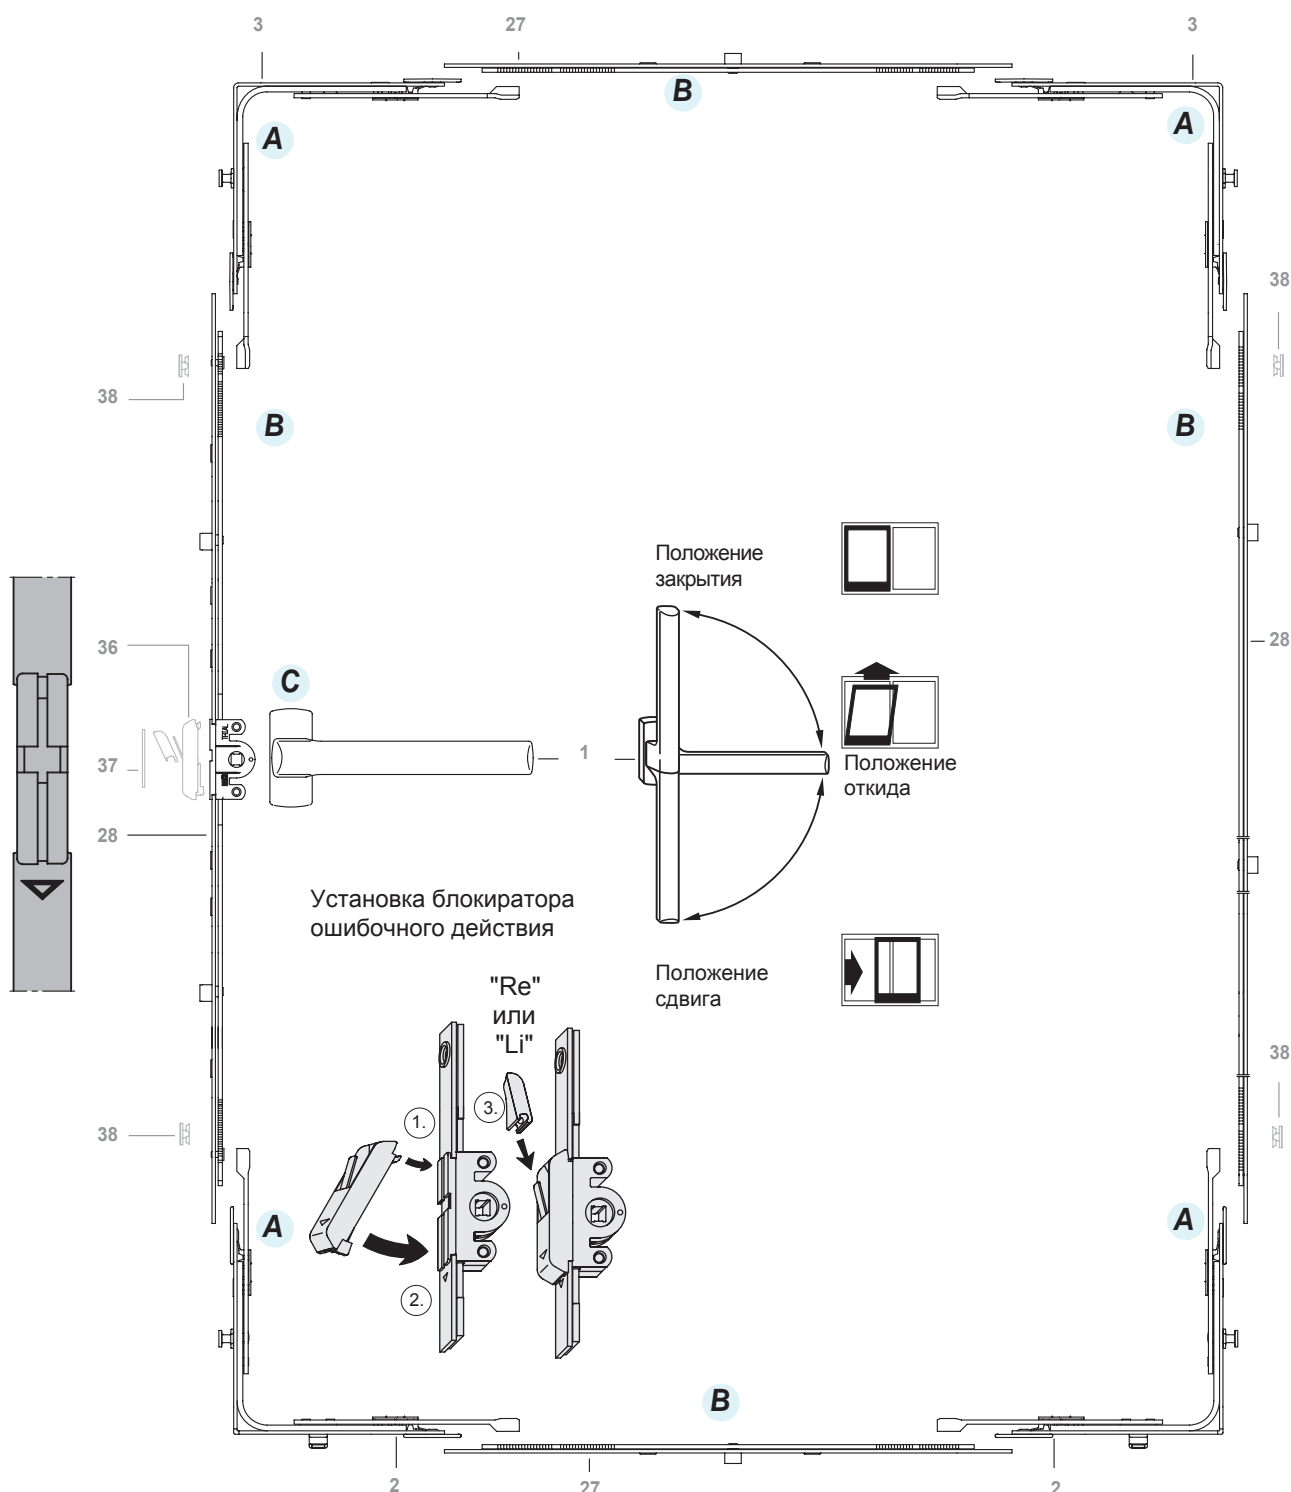 3
27
3
B
A
A
38
38
B
B
Положение
закрытия
36
28
C
1
37
Положение
откида
28
Установка блокиратора
ошибочного действия
Положение
сдвига
"Re"
или
"Li"
38
3.
1.
38
A
A
2.
B
2
27
2